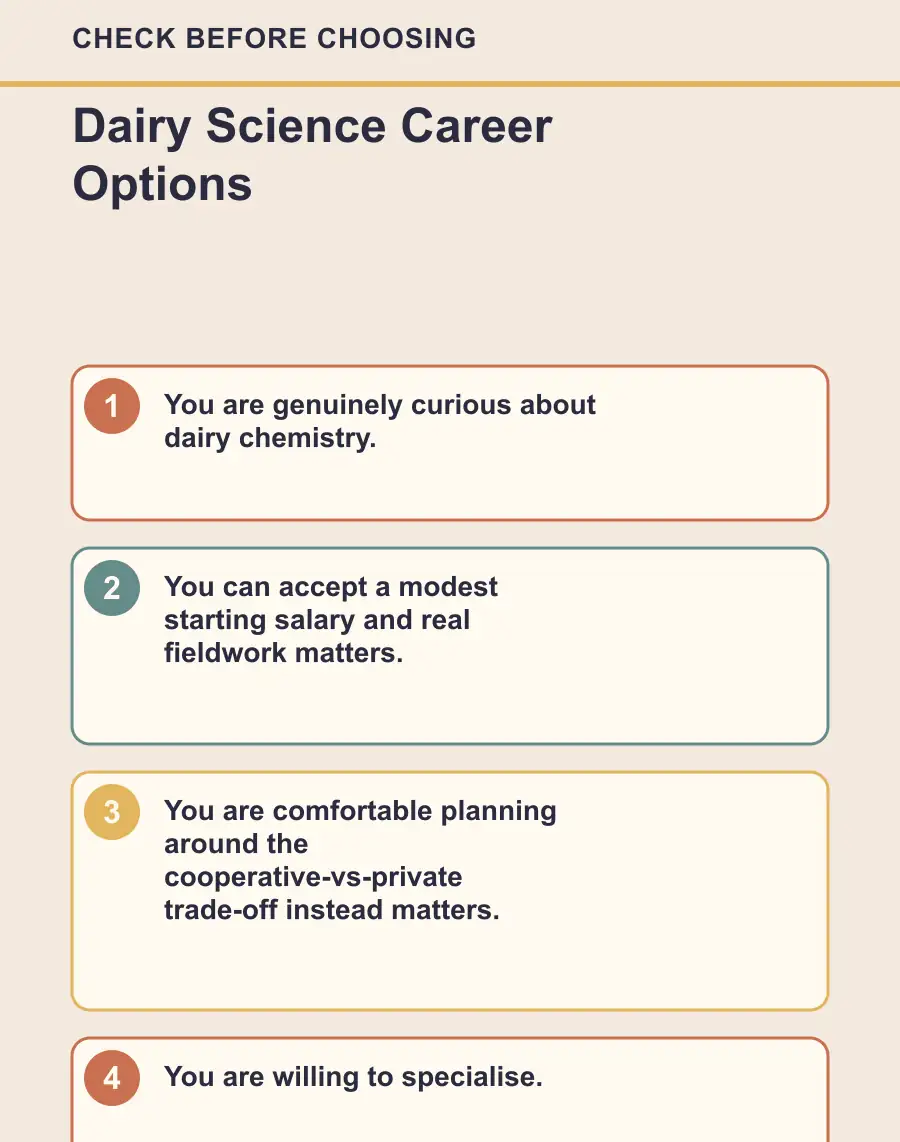 CHECK BEFORE CHOOSING
Dairy Science Career
Options
1
You are genuinely curious about
dairy chemistry.
2
You can accept a modest
starting salary and real
fieldwork matters.
3
You are comfortable planning
around the
cooperative-vs-private
trade-off instead matters.
4
You are willing to specialise.